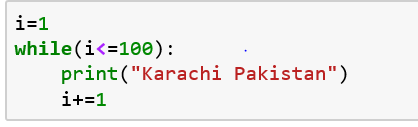 i=1
while(i<=100):
    print("Karachi Pakistan")
    i+=1